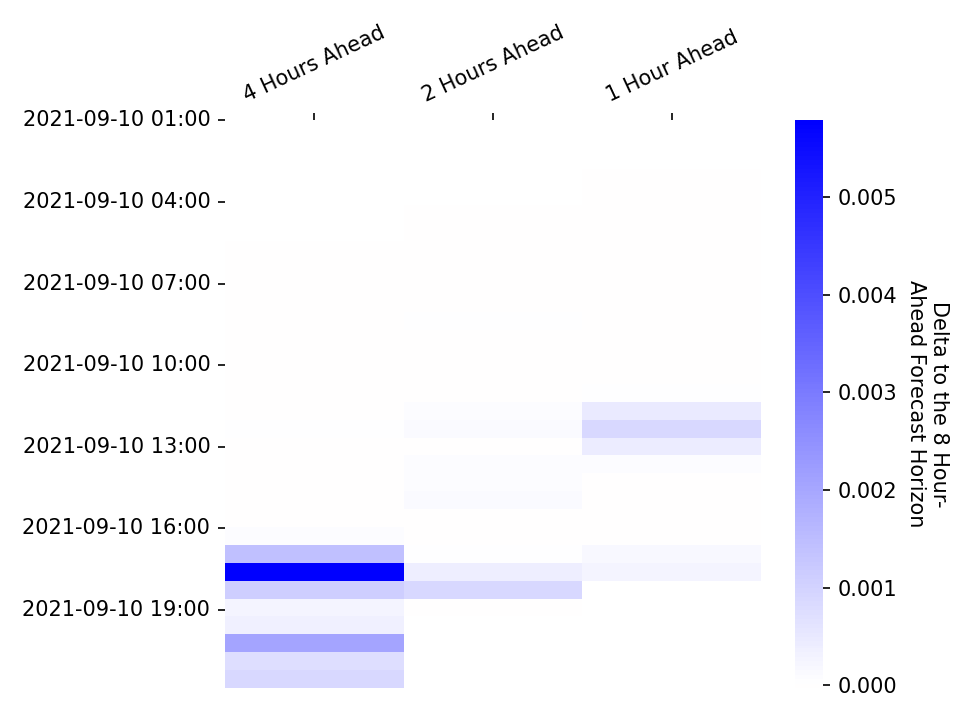 4 Hours Ahead
2 Hours Ahead
1 Hour Ahead
2021-09-10 01:00
2021-09-10 04:00
2021-09-10 07:00
2021-09-10 10:00
2021-09-10 13:00
2021-09-10 16:00
2021-09-10 19:00
0.005
0.004
0.003
0.002
0.001
0.000
Delta to the 8 Hour-
Ahead Forecast Horizon